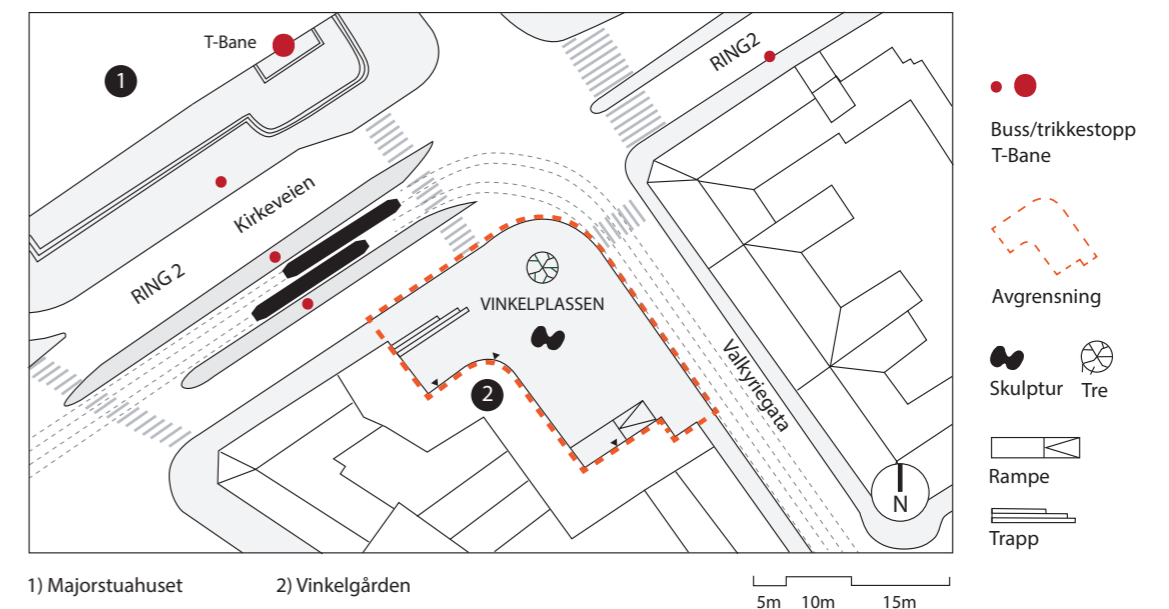 T-Bane
1
RING2
Kirkeveien
RING 2
VINKELPLASSEN
Valkyriegata
2
N
Buss/trikkestopp
T-Bane
Avgrensning
Skulptur
Tre
Rampe
Trapp
1) Majorstuahuset
2) Vinkelgården
5m
10m
15m